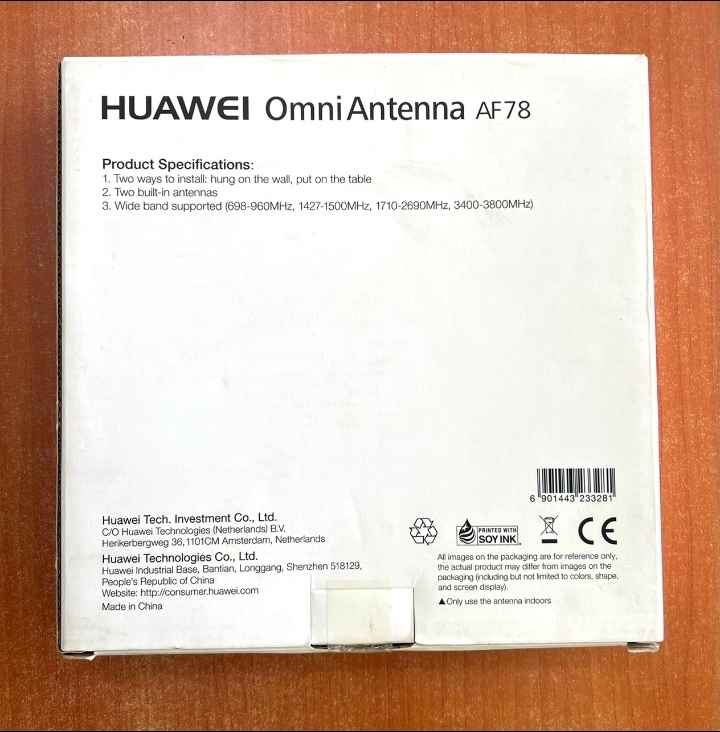 HUAWEI Omni Antenna AF78
Product Specifications:
1. Two ways to install: hung on the wall, put on the table
2. Two built-in antennas
3. Wide band supported (698-960MHz, 1427-1500MHz, 1710-2690MHz, 3400-3800MHz)
6 901443 233281
Huawei Tech. Investment Co., Ltd.
C/O Huawei Technologies (Netherlands) B.V.
Herikerbergweg 36, 1101CM Amsterdam, Netherlands
Huawei Technologies Co., Ltd.
Huawei Industrial Base, Bantian, Longgang, Shenzhen 518129,
People's Republic of China
Website: http://consumer.huawei.com
Made in China
PRINTED WITH
SOY INK
CE
All images on the packaging are for reference only,
the actual product may differ from images on the
packaging (including but not limited to colors, shape,
and screen display).
▲Only use the antenna indoors